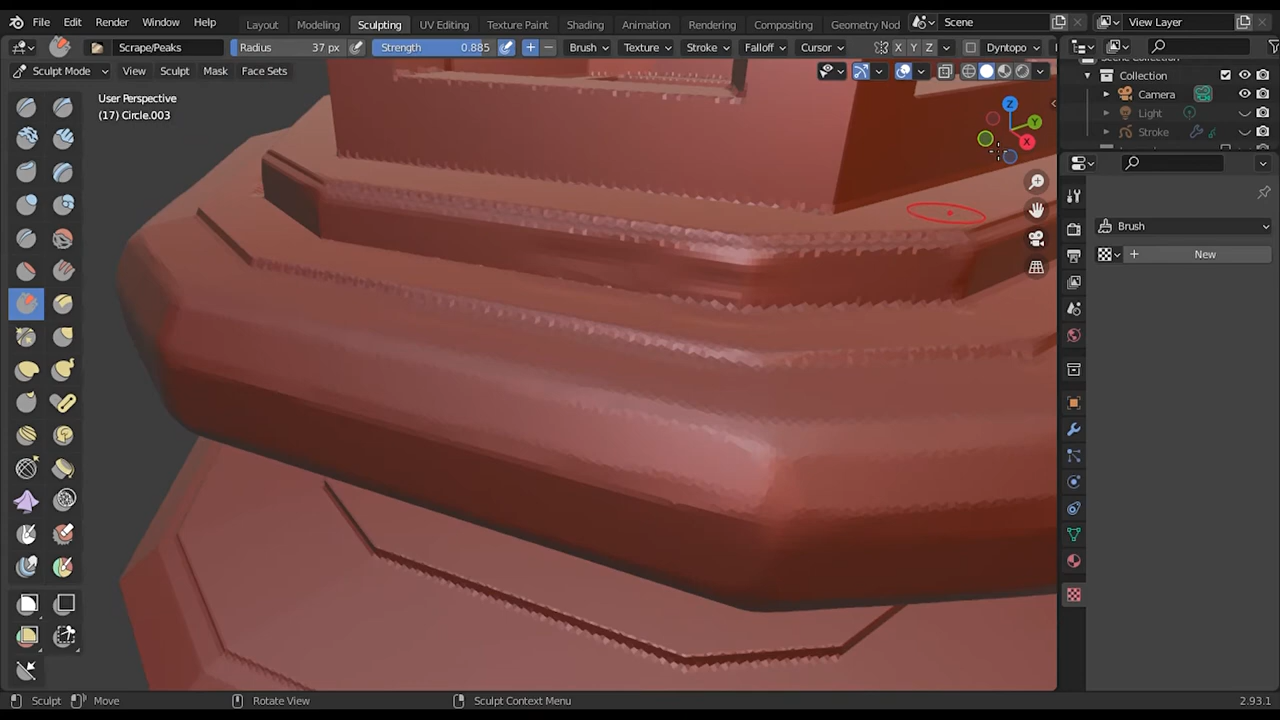 File Edit Render Window Help Layout Modeling Sculpting UV Editing Texture Paint Shading Animation Rendering Compositing Geometry Nod Scene View Layer
Scrape/Peaks Radius 37 px Strength 0.885 Brush Texture Stroke Falloff Cursor X Y Z Dyntopo
Sculpt Mode View Sculpt Mask Face Sets
Collection
Camera
Light
Stroke
User Perspective
(17) Circle.003
Z
Y
X
Brush
New
Sculpt Move Rotate View Sculpt Context Menu 2.93.1